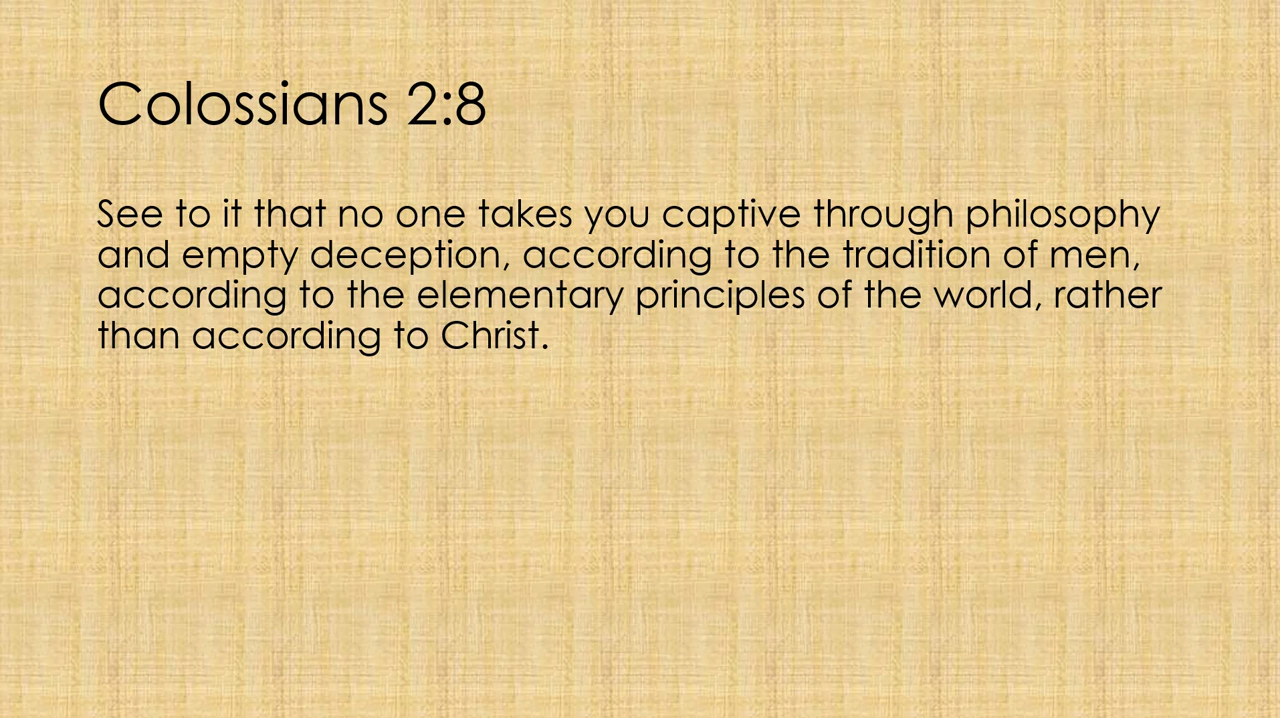 Colossians 2:8
See to it that no one takes you captive through philosophy
and empty deception, according to the tradition of men,
according to the elementary principles of the world, rather
than according to Christ.